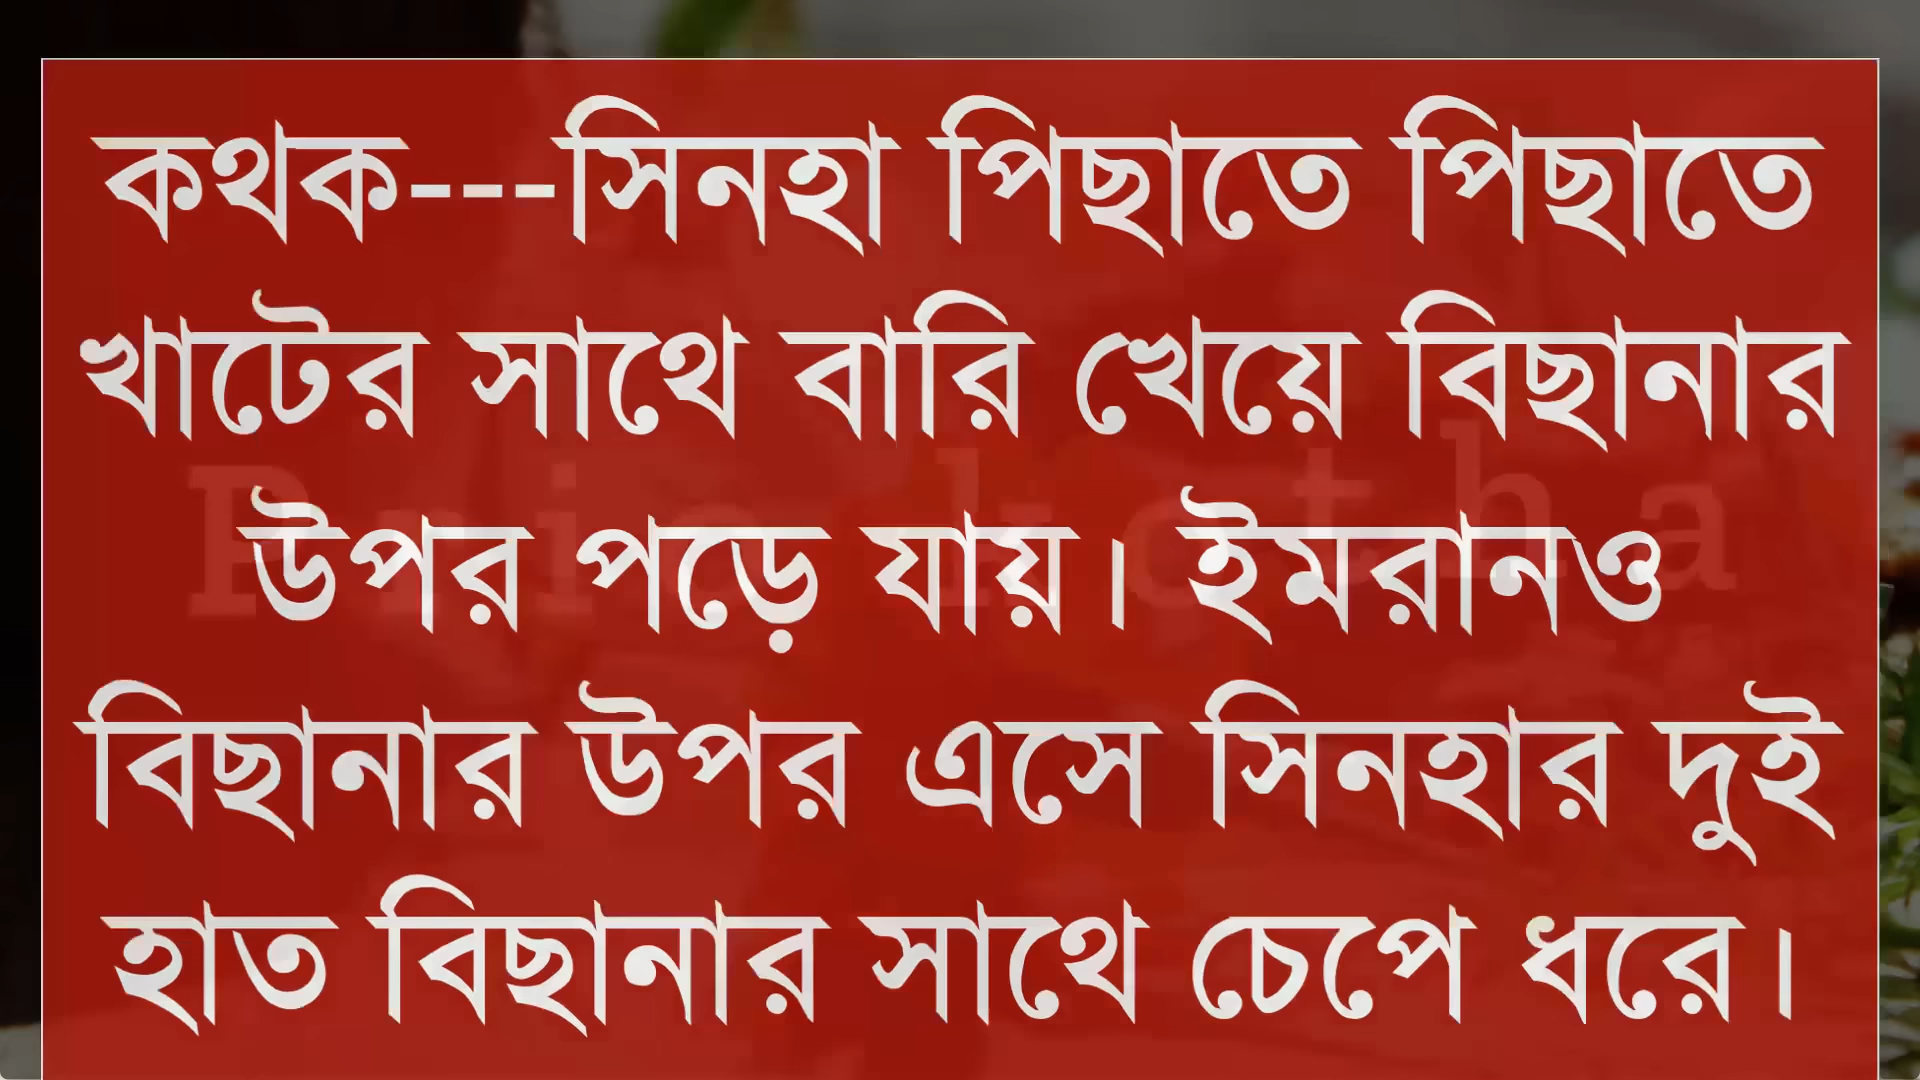 কথক---সিনহা পিছাতে পিছাতে
খাটের সাথে বারি খেয়ে বিছানার
উপর পড়ে যায়। ইমরানও
বিছানার উপর এসে সিনহার দুই
হাত বিছানার সাথে চেপে ধরে।